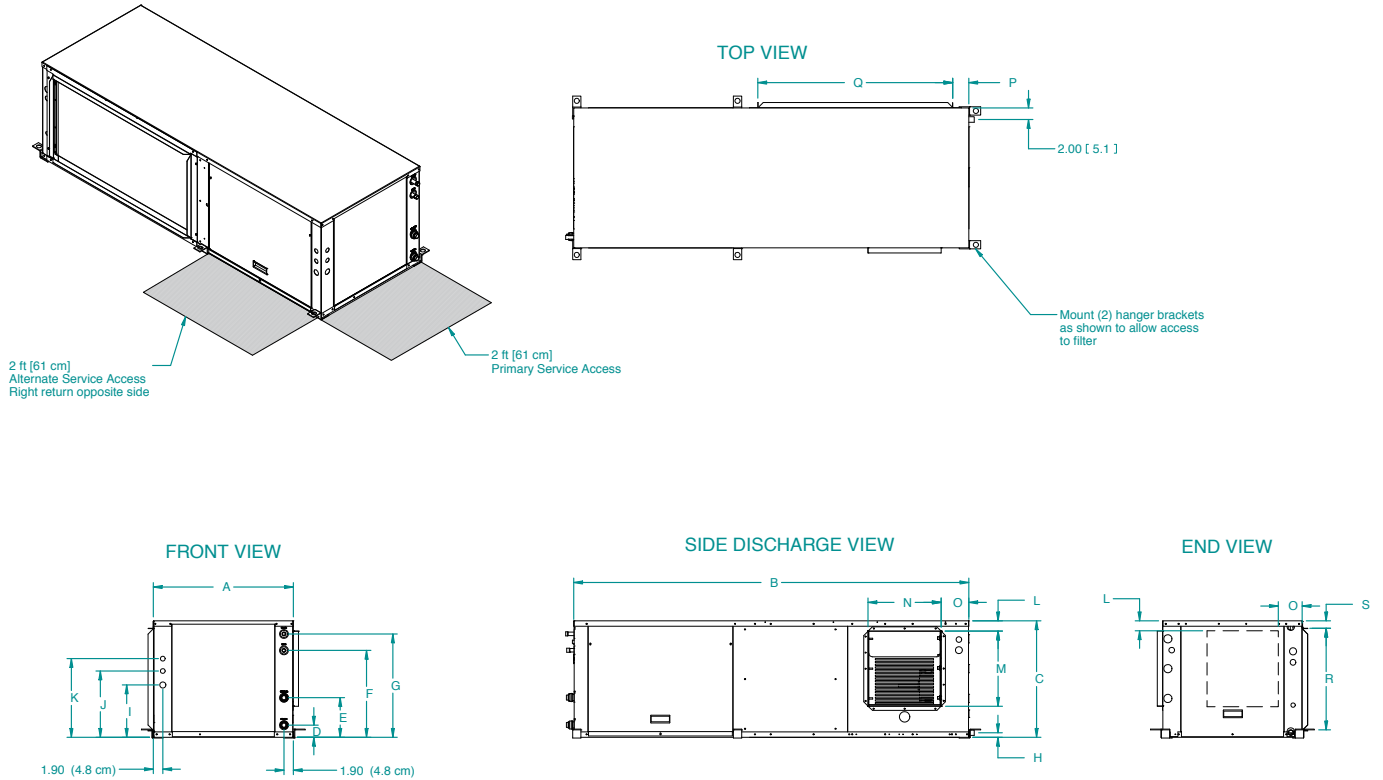 TOP VIEW
Q
P
2.00 [ 5.1 ]
Mount (2) hanger brackets
as shown to allow access
to filter
2 ft [61 cm]
Alternate Service Access
Right return opposite side
2 ft [61 cm]
Primary Service Access
FRONT VIEW
A
K
J
I
D
E
F
G
1.90 (4.8 cm)
1.90 (4.8 cm)
SIDE DISCHARGE VIEW
B
N
O
L
M
C
H
END VIEW
L
O
S
R